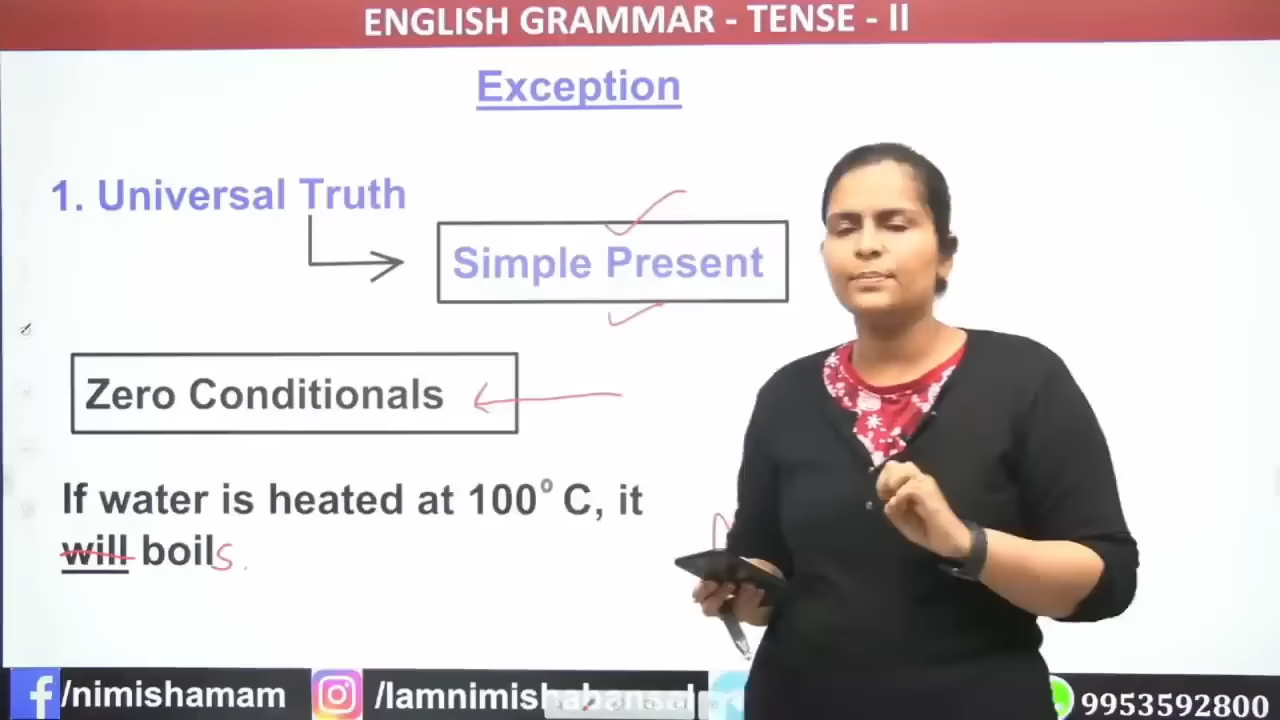 ENGLISH GRAMMAR - TENSE - II
Exception
1. Universal Truth
Simple Present
Zero Conditionals
If water is heated at 100° C, it
will boils.
/nimishamam
/Iamnimishabansal
9953592800